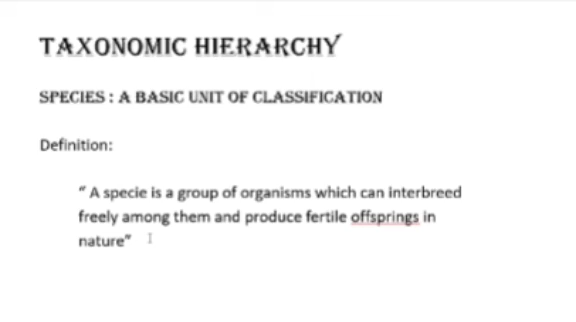 TAXONOMIC HIERARCHY
SPECIES : A BASIC UNIT OF CLASSIFICATION
Definition:
“ A specie is a group of organisms which can interbreed
freely among them and produce fertile offsprings in
nature”